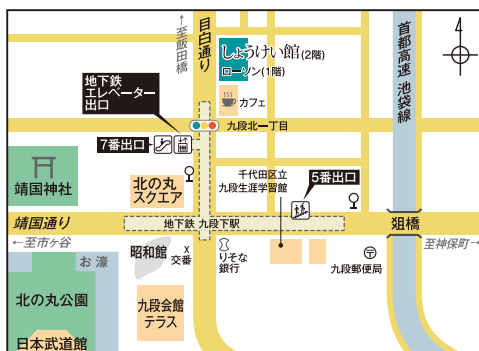 ←至飯田橋
目白通り
しょうけい館(2階)
ローソン(1階)
カフェ
首都高速 池袋線
4
地下鉄
エレベーター
出口
九段北一丁目
7番出口
靖国神社
北の丸
スクエア
千代田区立
九段生涯学習館
5番出口
靖国通り
地下鉄 九段下駅
俎橋
←至市ヶ谷
至神保町→
お濠
昭和館
X
交番
りそな
銀行
九段郵便局
北の丸公園
九段会館
テラス
日本武道館